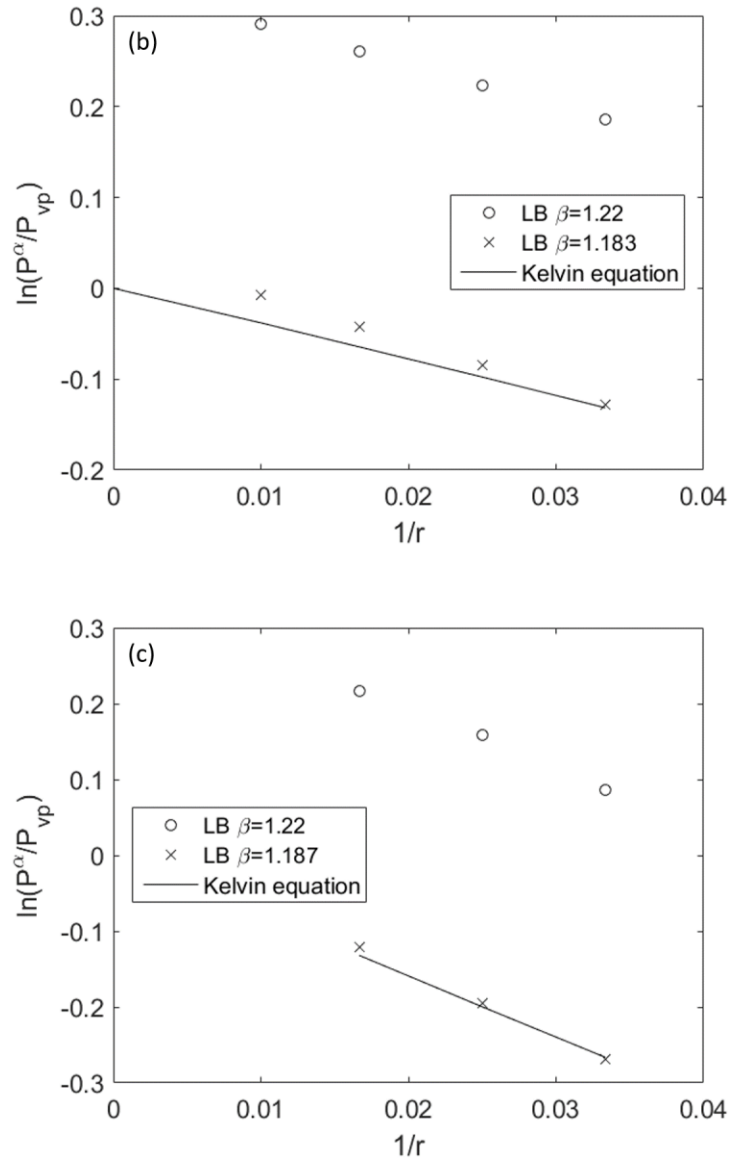 (b)
0.3
0.2
0.1
0
-0.1
-0.2
ln(P^α/P_vp)
LB β=1.22
LB β=1.183
Kelvin equation
0 0.01 0.02 0.03 0.04
1/r
(c)
0.3
0.2
0.1
0
-0.1
-0.2
-0.3
ln(P^α/P_vp)
LB β=1.22
LB β=1.187
Kelvin equation
0 0.01 0.02 0.03 0.04
1/r